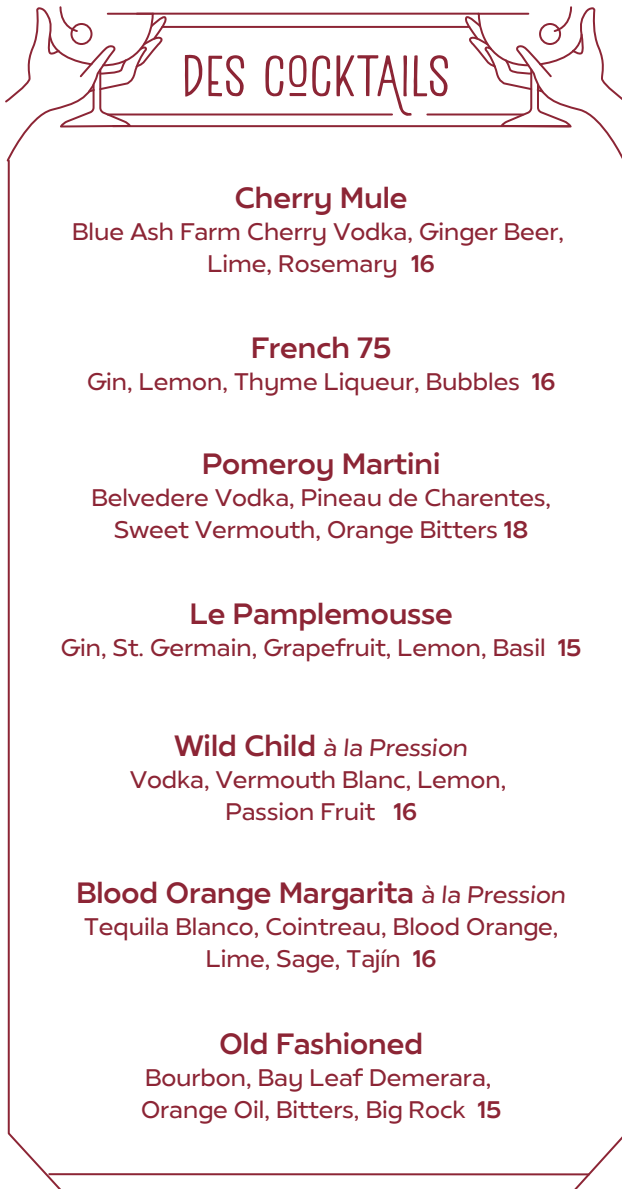 DES COCKTAILS
Cherry Mule
Blue Ash Farm Cherry Vodka, Ginger Beer,
Lime, Rosemary 16
French 75
Gin, Lemon, Thyme Liqueur, Bubbles 16
Pomeroy Martini
Belvedere Vodka, Pineau de Charentes,
Sweet Vermouth, Orange Bitters 18
Le Pamplemousse
Gin, St. Germain, Grapefruit, Lemon, Basil 15
Wild Child à la Pression
Vodka, Vermouth Blanc, Lemon,
Passion Fruit 16
Blood Orange Margarita à la Pression
Tequila Blanco, Cointreau, Blood Orange,
Lime, Sage, Tajín 16
Old Fashioned
Bourbon, Bay Leaf Demerara,
Orange Oil, Bitters, Big Rock 15